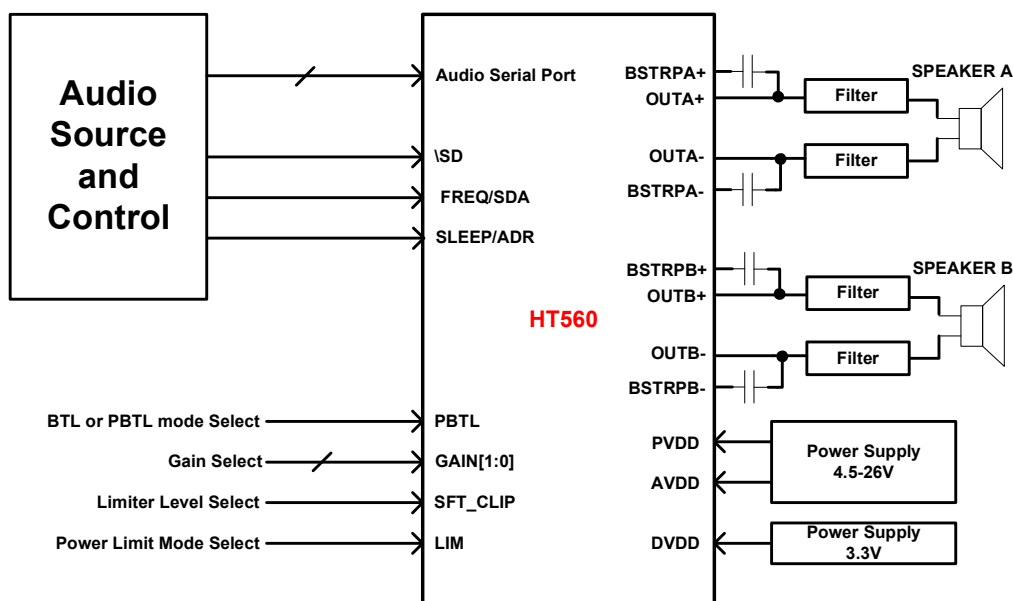 Audio
Source
and
Control
Audio Serial Port
\SD
FREQ/SDA
SLEEP/ADR
BTL or PBTL mode Select
PBTL
Gain Select
GAIN[1:0]
Limiter Level Select
SFT_CLIP
Power Limit Mode Select
LIM
HT560
BSTRPA+
OUTA+
OUTA-
BSTRPA-
BSTRPB+
OUTB+
OUTB-
BSTRPB-
PVDD
AVDD
DVDD
Filter
Filter
SPEAKER A
Filter
Filter
SPEAKER B
Power Supply
4.5-26V
Power Supply
3.3V